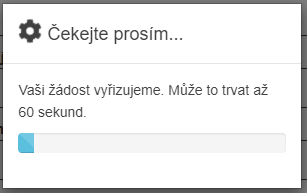 Čekejte prosím...
Vaši žádost vyřizujeme. Může to trvat až
60 sekund.